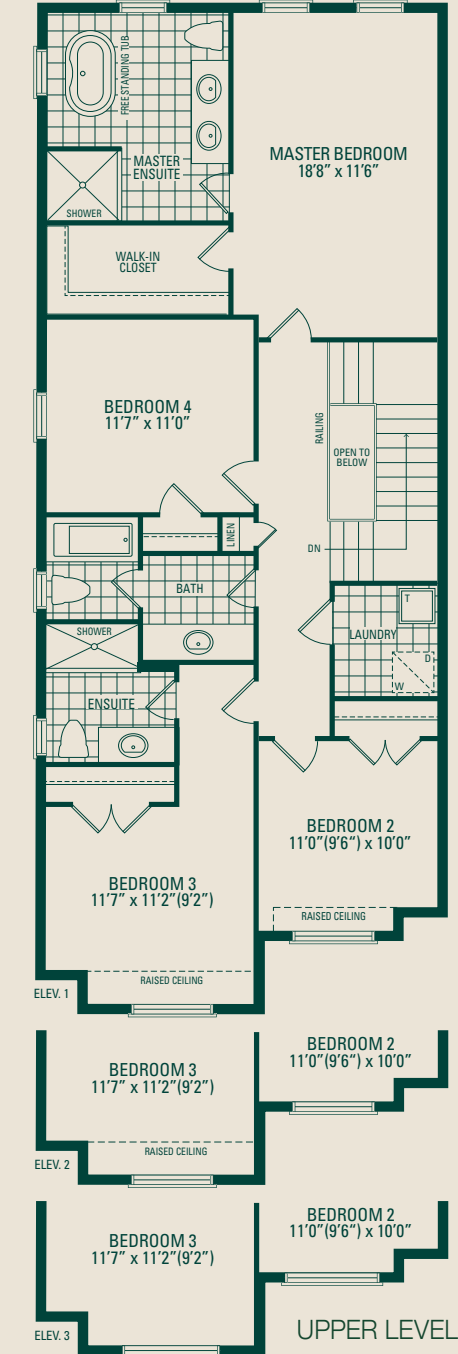 FREESTANDING TUB
MASTER
ENSUITE
MASTER BEDROOM
18'8” x 11'6”
SHOWER
WALK-IN
CLOSET
BEDROOM 4
11'7” x 11'0”
RAILING
OPEN TO
BELOW
LINEN
DN
BATH
T
LAUNDRY
D
W
SHOWER
ENSUITE
BEDROOM 2
11'0”(9'6“) x 10'0”
BEDROOM 3
11'7” x 11'2”(9'2”)
RAISED CEILING
RAISED CEILING
ELEV. 1
BEDROOM 2
11'0”(9'6“) x 10'0”
BEDROOM 3
11'7” x 11'2”(9'2”)
RAISED CEILING
ELEV. 2
BEDROOM 2
11'0”(9'6“) x 10'0”
BEDROOM 3
11'7” x 11'2”(9'2”)
ELEV. 3
UPPER LEVEL